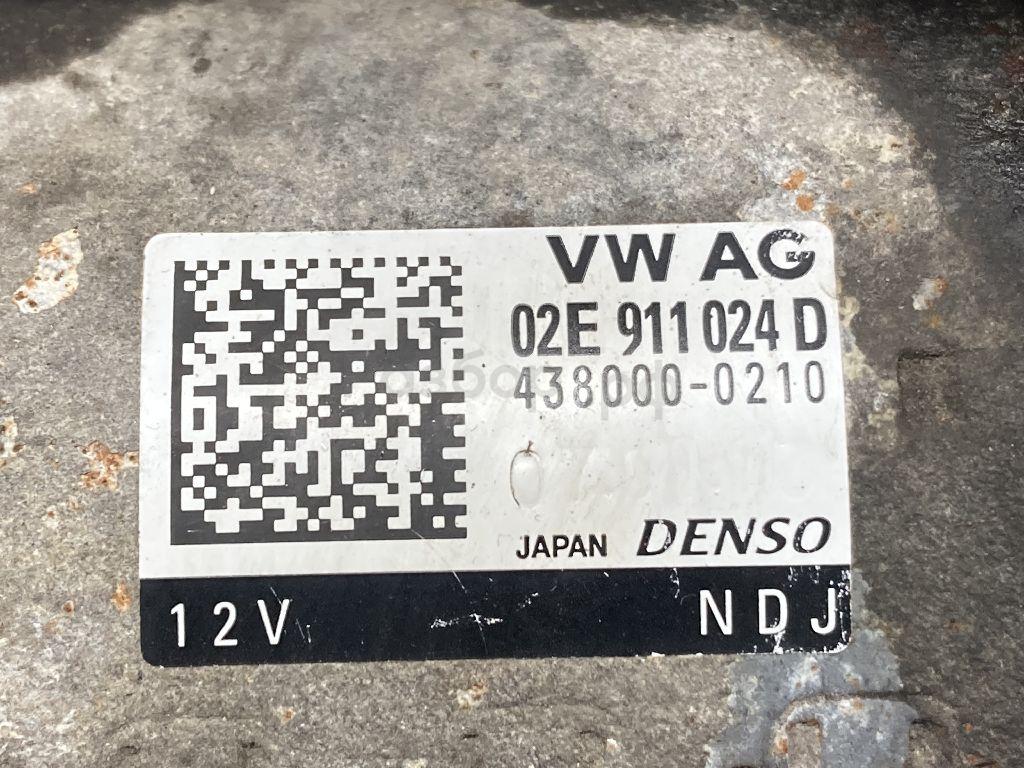 VW AG
02E 911 024 D
438000-0210
JAPAN DENSO
12V NDJ